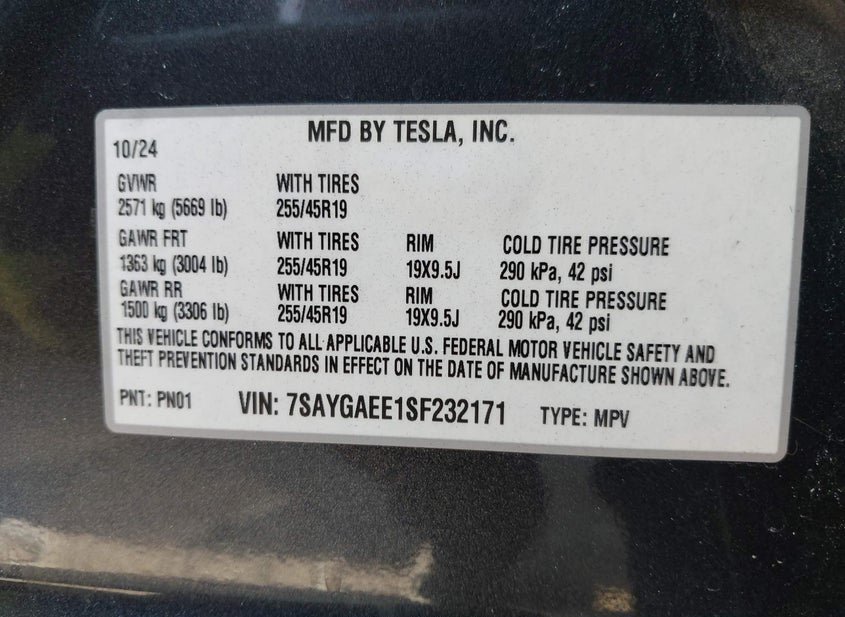 MFD BY TESLA, INC.
10/24
GVWR WITH TIRES
2571 kg (5669 lb) 255/45R19
GAWR FRT WITH TIRES RIM COLD TIRE PRESSURE
1363 kg (3004 lb) 255/45R19 19X9.5J 290 kPa, 42 psi
GAWR RR WITH TIRES RIM COLD TIRE PRESSURE
1500 kg (3306 lb) 255/45R19 19X9.5J 290 kPa, 42 psi
THIS VEHICLE CONFORMS TO ALL APPLICABLE U.S. FEDERAL MOTOR VEHICLE SAFETY AND
THEFT PREVENTION STANDARDS IN EFFECT ON THE DATE OF MANUFACTURE SHOWN ABOVE.
PNT: PN01 VIN: 7SAYGAEE1SF232171 TYPE: MPV